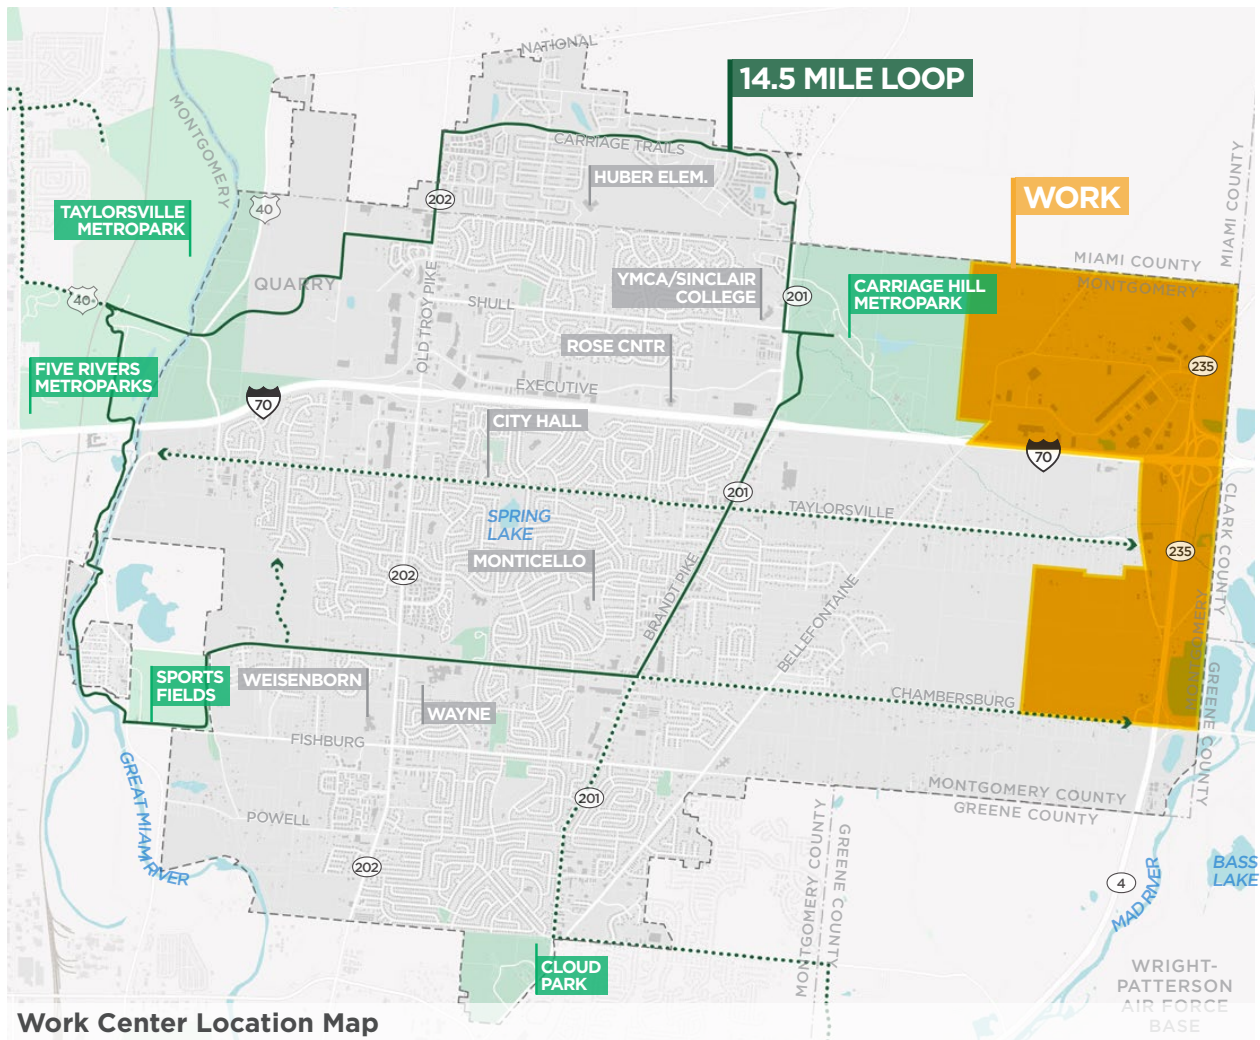 NATIONAL
14.5 MILE LOOP
MONTGOMERY
CARRIAGE TRAILS
HUBER ELEM.
MIAMI COUNTY
WORK
202
40
TAYLORSVILLE
METROPARK
MIAMI COUNTY
MONTGOMERY
QUARRY
YMCA/SINCLAIR
COLLEGE
201
CARRIAGE HILL
METROPARK
40
SHULL
OLD TROY PIKE
ROSE CNTR
FIVE RIVERS
METROPARKS
235
EXECUTIVE
70
CITY HALL
70
201
TAYLORSVILLE
SPRING
LAKE
CLARK COUNTY
MONTICELLO
202
235
BRANDT PIKE
BELLEFONTAINE
MONTGOMERY
GREENE COUNTY
SPORTS
FIELDS
WEISENBORN
WAYNE
CHAMBERSBURG
FISHBURG
GREAT MIAMI RIVER
201
MONTGOMERY COUNTY
GREENE COUNTY
POWELL
202
MONTGOMERY COUNTY
GREENE COUNTY
4
MAD RIVER
BASS
LAKE
CLOUD
PARK
WRIGHT-
PATTERSON
AIR FORCE
BASE
Work Center Location Map